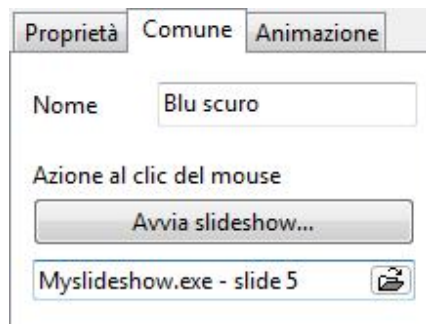 Proprietà Comune Animazione
Nome Blu scuro
Azione al clic del mouse
Avvia slideshow...
Myslideshow.exe - slide 5